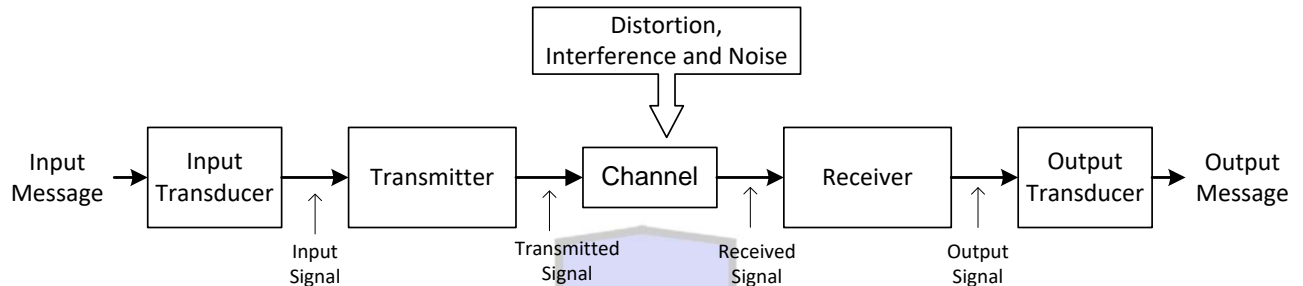 Distortion,
Interference and Noise
Input
Message
Input
Transducer
Transmitter
Channel
Receiver
Output
Transducer
Output
Message
Input
Signal
Transmitted
Signal
Received
Signal
Output
Signal